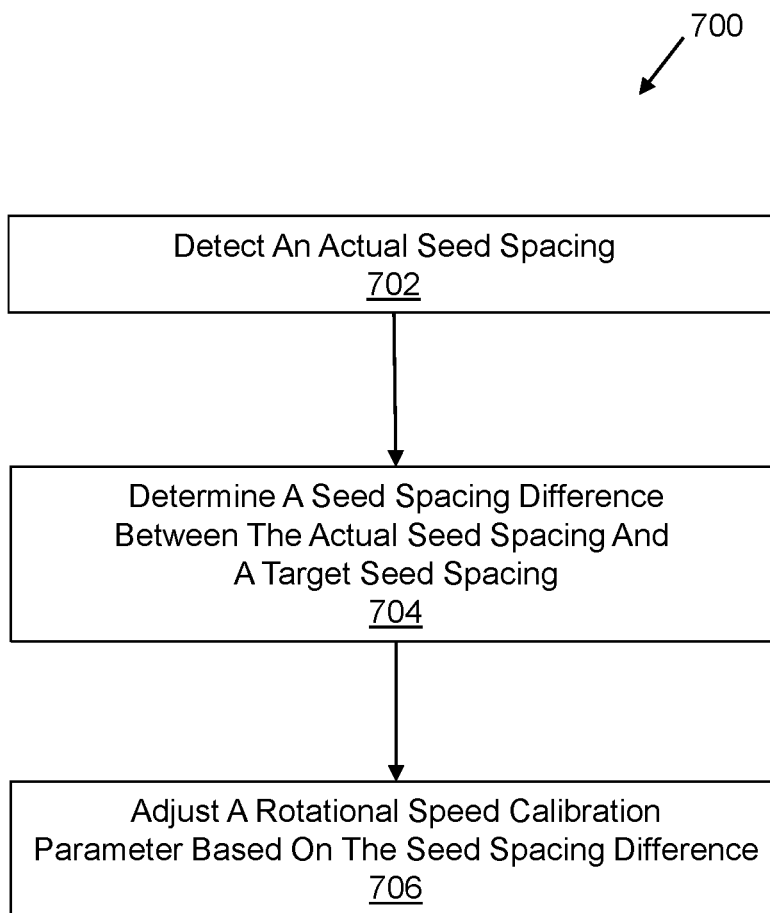 700
Detect An Actual Seed Spacing
702
Determine A Seed Spacing Difference
Between The Actual Seed Spacing And
A Target Seed Spacing
704
Adjust A Rotational Speed Calibration
Parameter Based On The Seed Spacing Difference
706